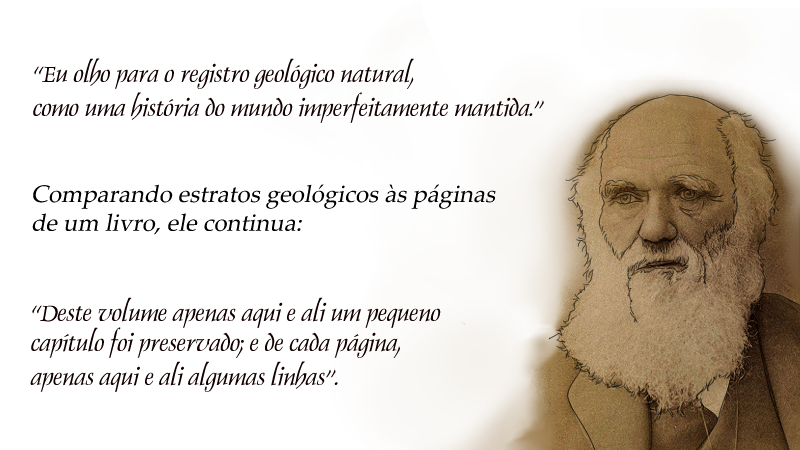 “Eu olho para o registro geológico natural,
como uma história do mundo imperfeitamente mantida.”
Comparando estratos geológicos às páginas
de um livro, ele continua:
“Deste volume apenas aqui e ali um pequeno
capítulo foi preservado; e de cada página,
apenas aqui e ali algumas linhas”.